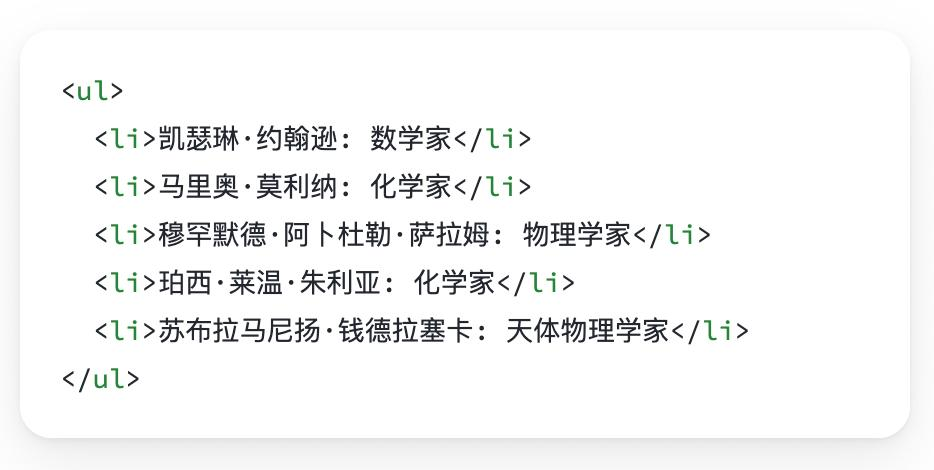 <ul>
  <li>凯瑟琳·约翰逊: 数学家</li>
  <li>马里奥·莫利纳: 化学家</li>
  <li>穆罕默德·阿卜杜勒·萨拉姆: 物理学家</li>
  <li>珀西·莱温·朱利亚: 化学家</li>
  <li>苏布拉马尼扬·钱德拉塞卡: 天体物理学家</li>
</ul>